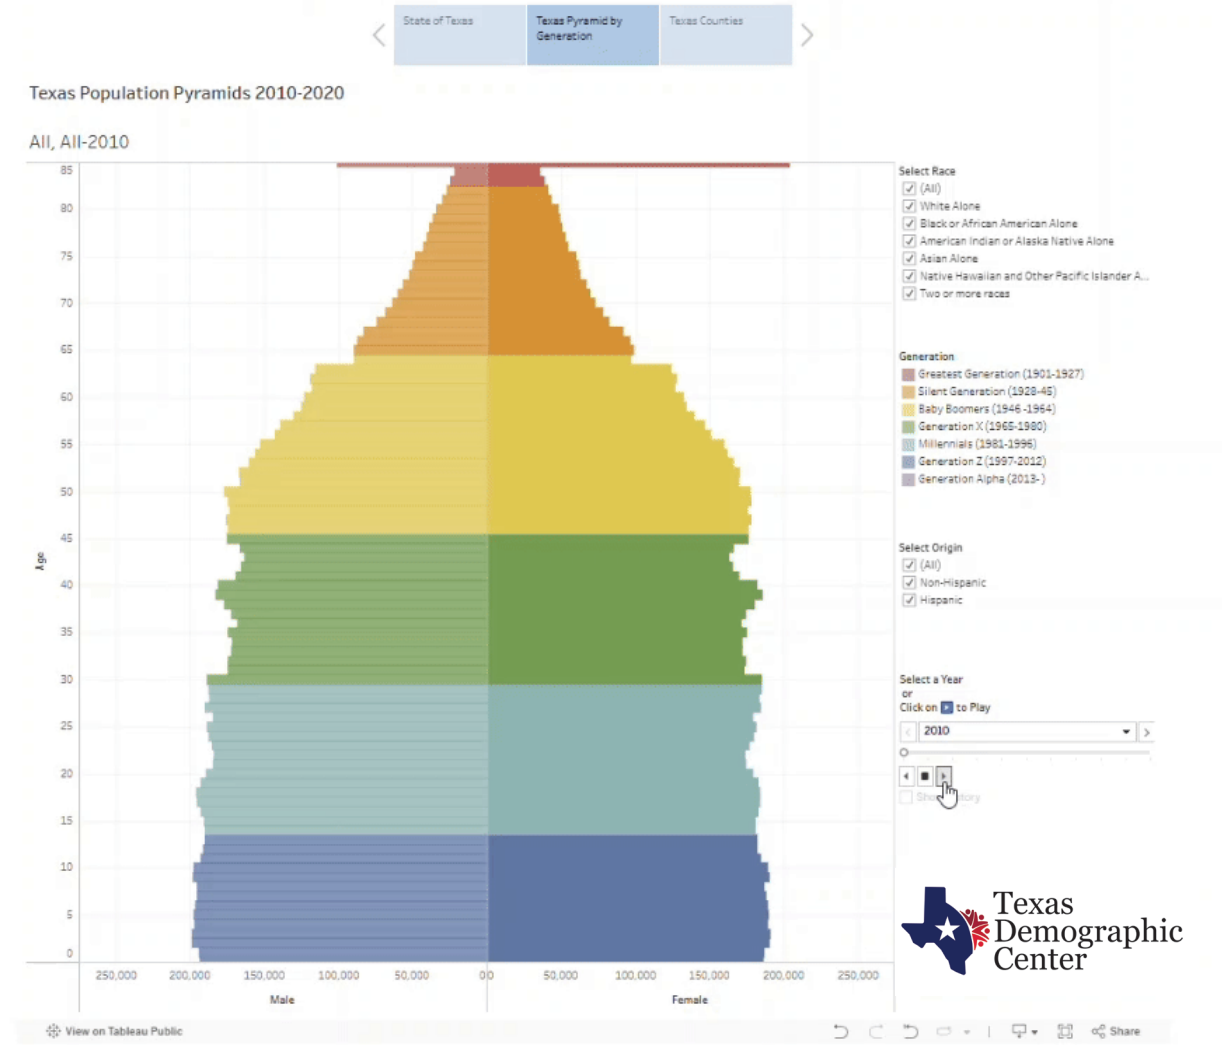 State of Texas
Texas Pyramid by
Generation
Texas Counties
Texas Population Pyramids 2010-2020
All, All-2010
85
80
75
70
65
60
55
50
45
40
35
30
25
20
15
10
5
0
Age
250,000 200,000 150,000 100,000 50,000 0 0 50,000 100,000 150,000 200,000 250,000
Male
Female
Select Race
(All)
White Alone
Black or African American Alone
American Indian or Alaska Native Alone
Asian Alone
Native Hawaiian and Other Pacific Islander A...
Two or more races
Generation
Greatest Generation (1901-1927)
Silent Generation (1928-45)
Baby Boomers (1946 -1964)
Generation X (1965-1980)
Millennials (1981-1996)
Generation Z (1997-2012)
Generation Alpha (2013- )
Select Origin
(All)
Non-Hispanic
Hispanic
Select a Year
or
Click on to Play
2010
Texas
Demographic
Center
View on Tableau Public
Share